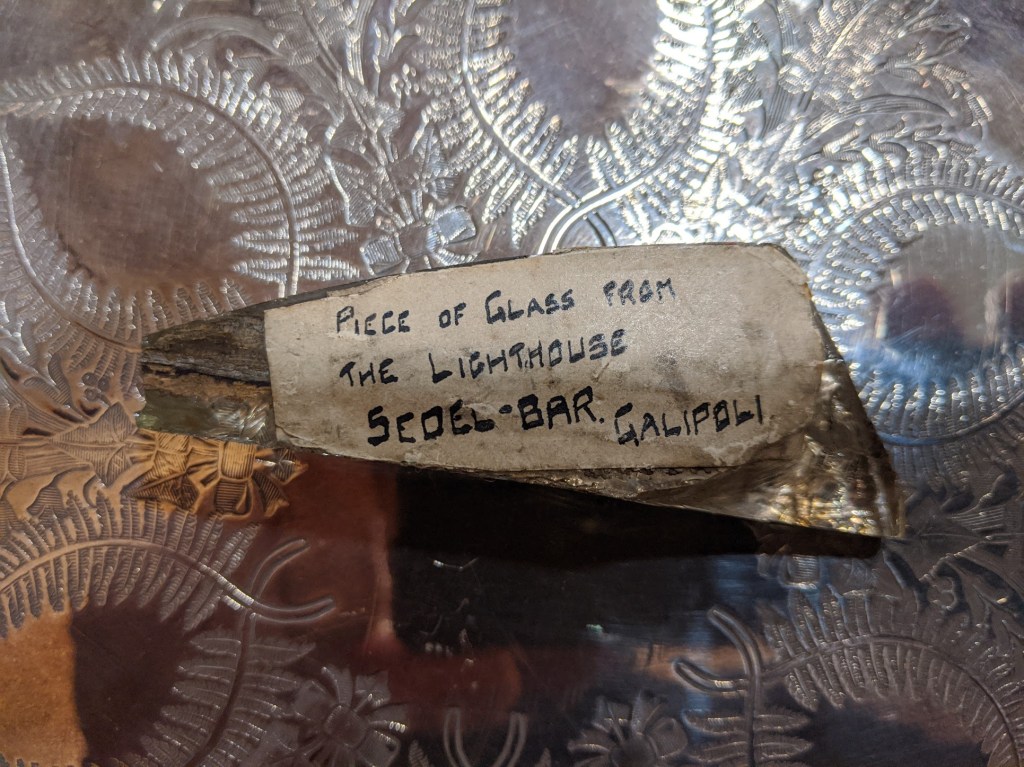 PIECE OF GLASS FROM
THE LIGHTHOUSE
SEDEL-BAR. GALIPOLI.